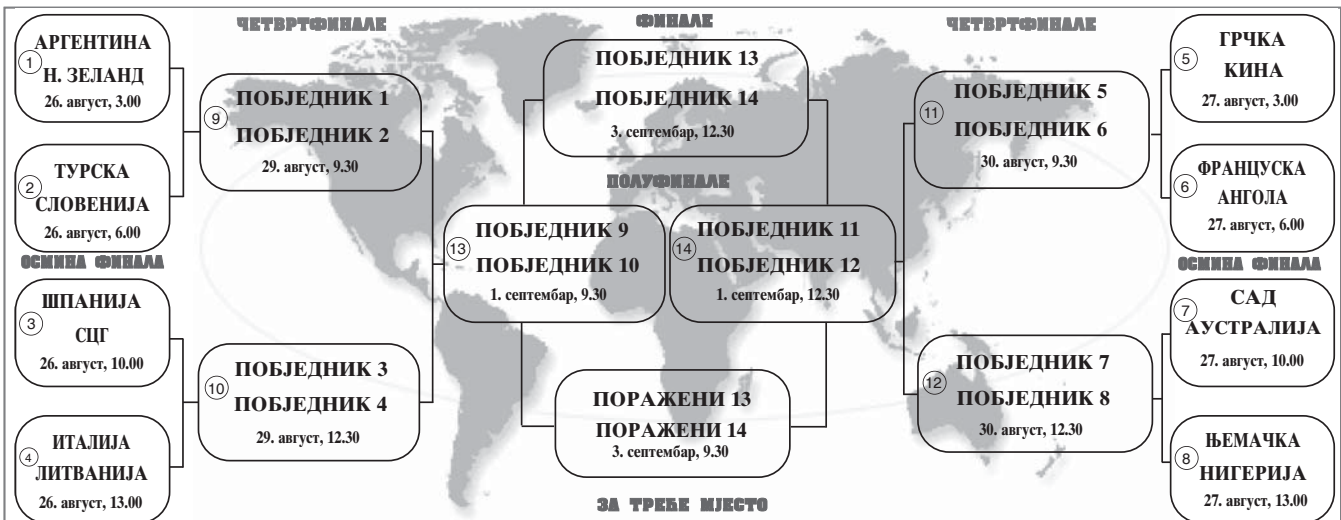 ЧЕТВРТФИНАЛЕ
ФИНАЛЕ
ЧЕТВРТФИНАЛЕ
1
АРГЕНТИНА
Н. ЗЕЛАНД
26. август, 3.00
2
ТУРСКА
СЛОВЕНИЈА
26. август, 6.00
ОСМИНА ФИНАЛА
3
ШПАНИЈА
СЦГ
26. август, 10.00
4
ИТАЛИЈА
ЛИТВАНИЈА
26. август, 13.00
9
ПОБЈЕДНИК 1
ПОБЈЕДНИК 2
29. август, 9.30
10
ПОБЈЕДНИК 3
ПОБЈЕДНИК 4
29. август, 12.30
ПОБЈЕДНИК 13
ПОБЈЕДНИК 14
3. септембар, 12.30
ПОЛУФИНАЛЕ
13
ПОБЈЕДНИК 9
ПОБЈЕДНИК 10
1. септембар, 9.30
14
ПОБЈЕДНИК 11
ПОБЈЕДНИК 12
1. септембар, 12.30
ПОРАЖЕНИ 13
ПОРАЖЕНИ 14
3. септембар, 9.30
ЗА ТРЕЋЕ МЈЕСТО
11
ПОБЈЕДНИК 5
ПОБЈЕДНИК 6
30. август, 9.30
12
ПОБЈЕДНИК 7
ПОБЈЕДНИК 8
30. август, 12.30
5
ГРЧКА
КИНА
27. август, 3.00
6
ФРАНЦУСКА
АНГОЛА
27. август, 6.00
ОСМИНА ФИНАЛА
7
САД
АУСТРАЛИЈА
27. август, 10.00
8
ЊЕМАЧКА
НИГЕРИЈА
27. август, 13.00